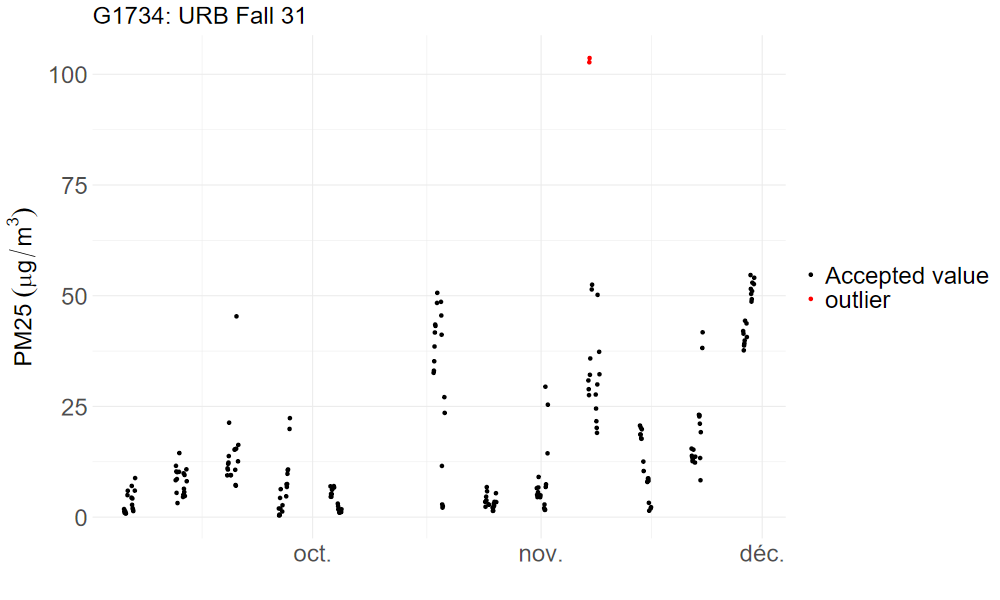 G1734: URB Fall 31
PM25 (μg/m³)
100
75
50
25
0
oct.
nov.
déc.
Accepted value
outlier